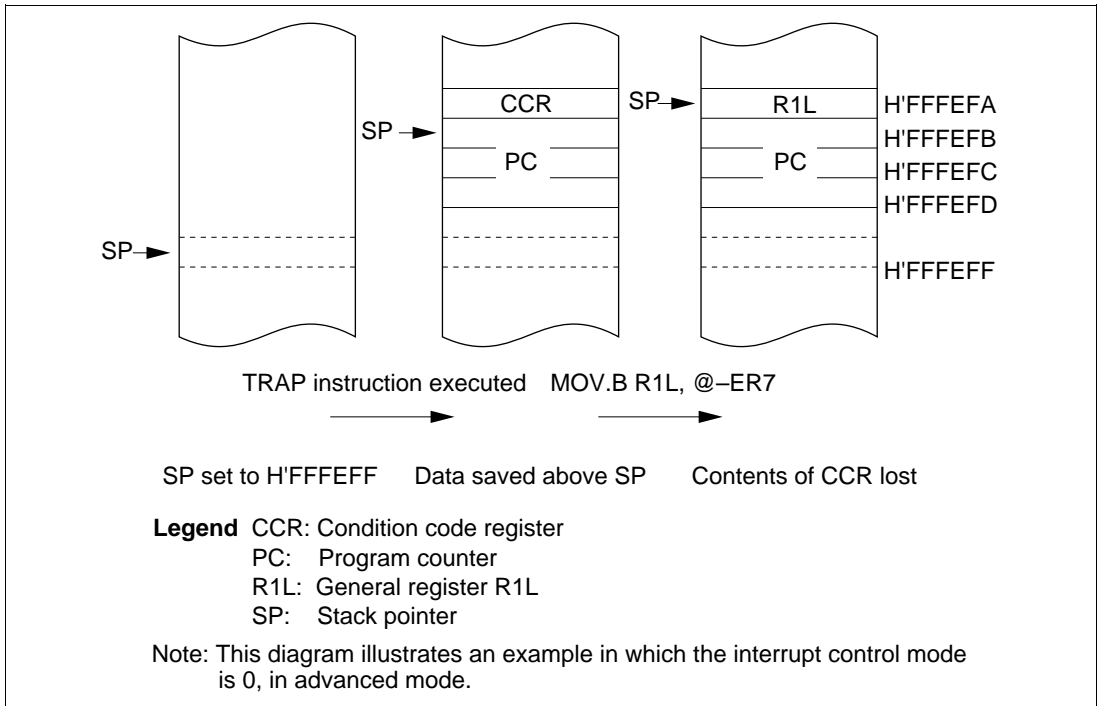 CCR
SP
R1L
H'FFFEFA
SP
H'FFFEFB
PC
PC
H'FFFEFC
H'FFFEFD
SP
H'FFFEFF
TRAP instruction executed
MOV.B R1L, @–ER7
SP set to H'FFFEFF
Data saved above SP
Contents of CCR lost
Legend CCR: Condition code register
PC: Program counter
R1L: General register R1L
SP: Stack pointer
Note: This diagram illustrates an example in which the interrupt control mode
is 0, in advanced mode.